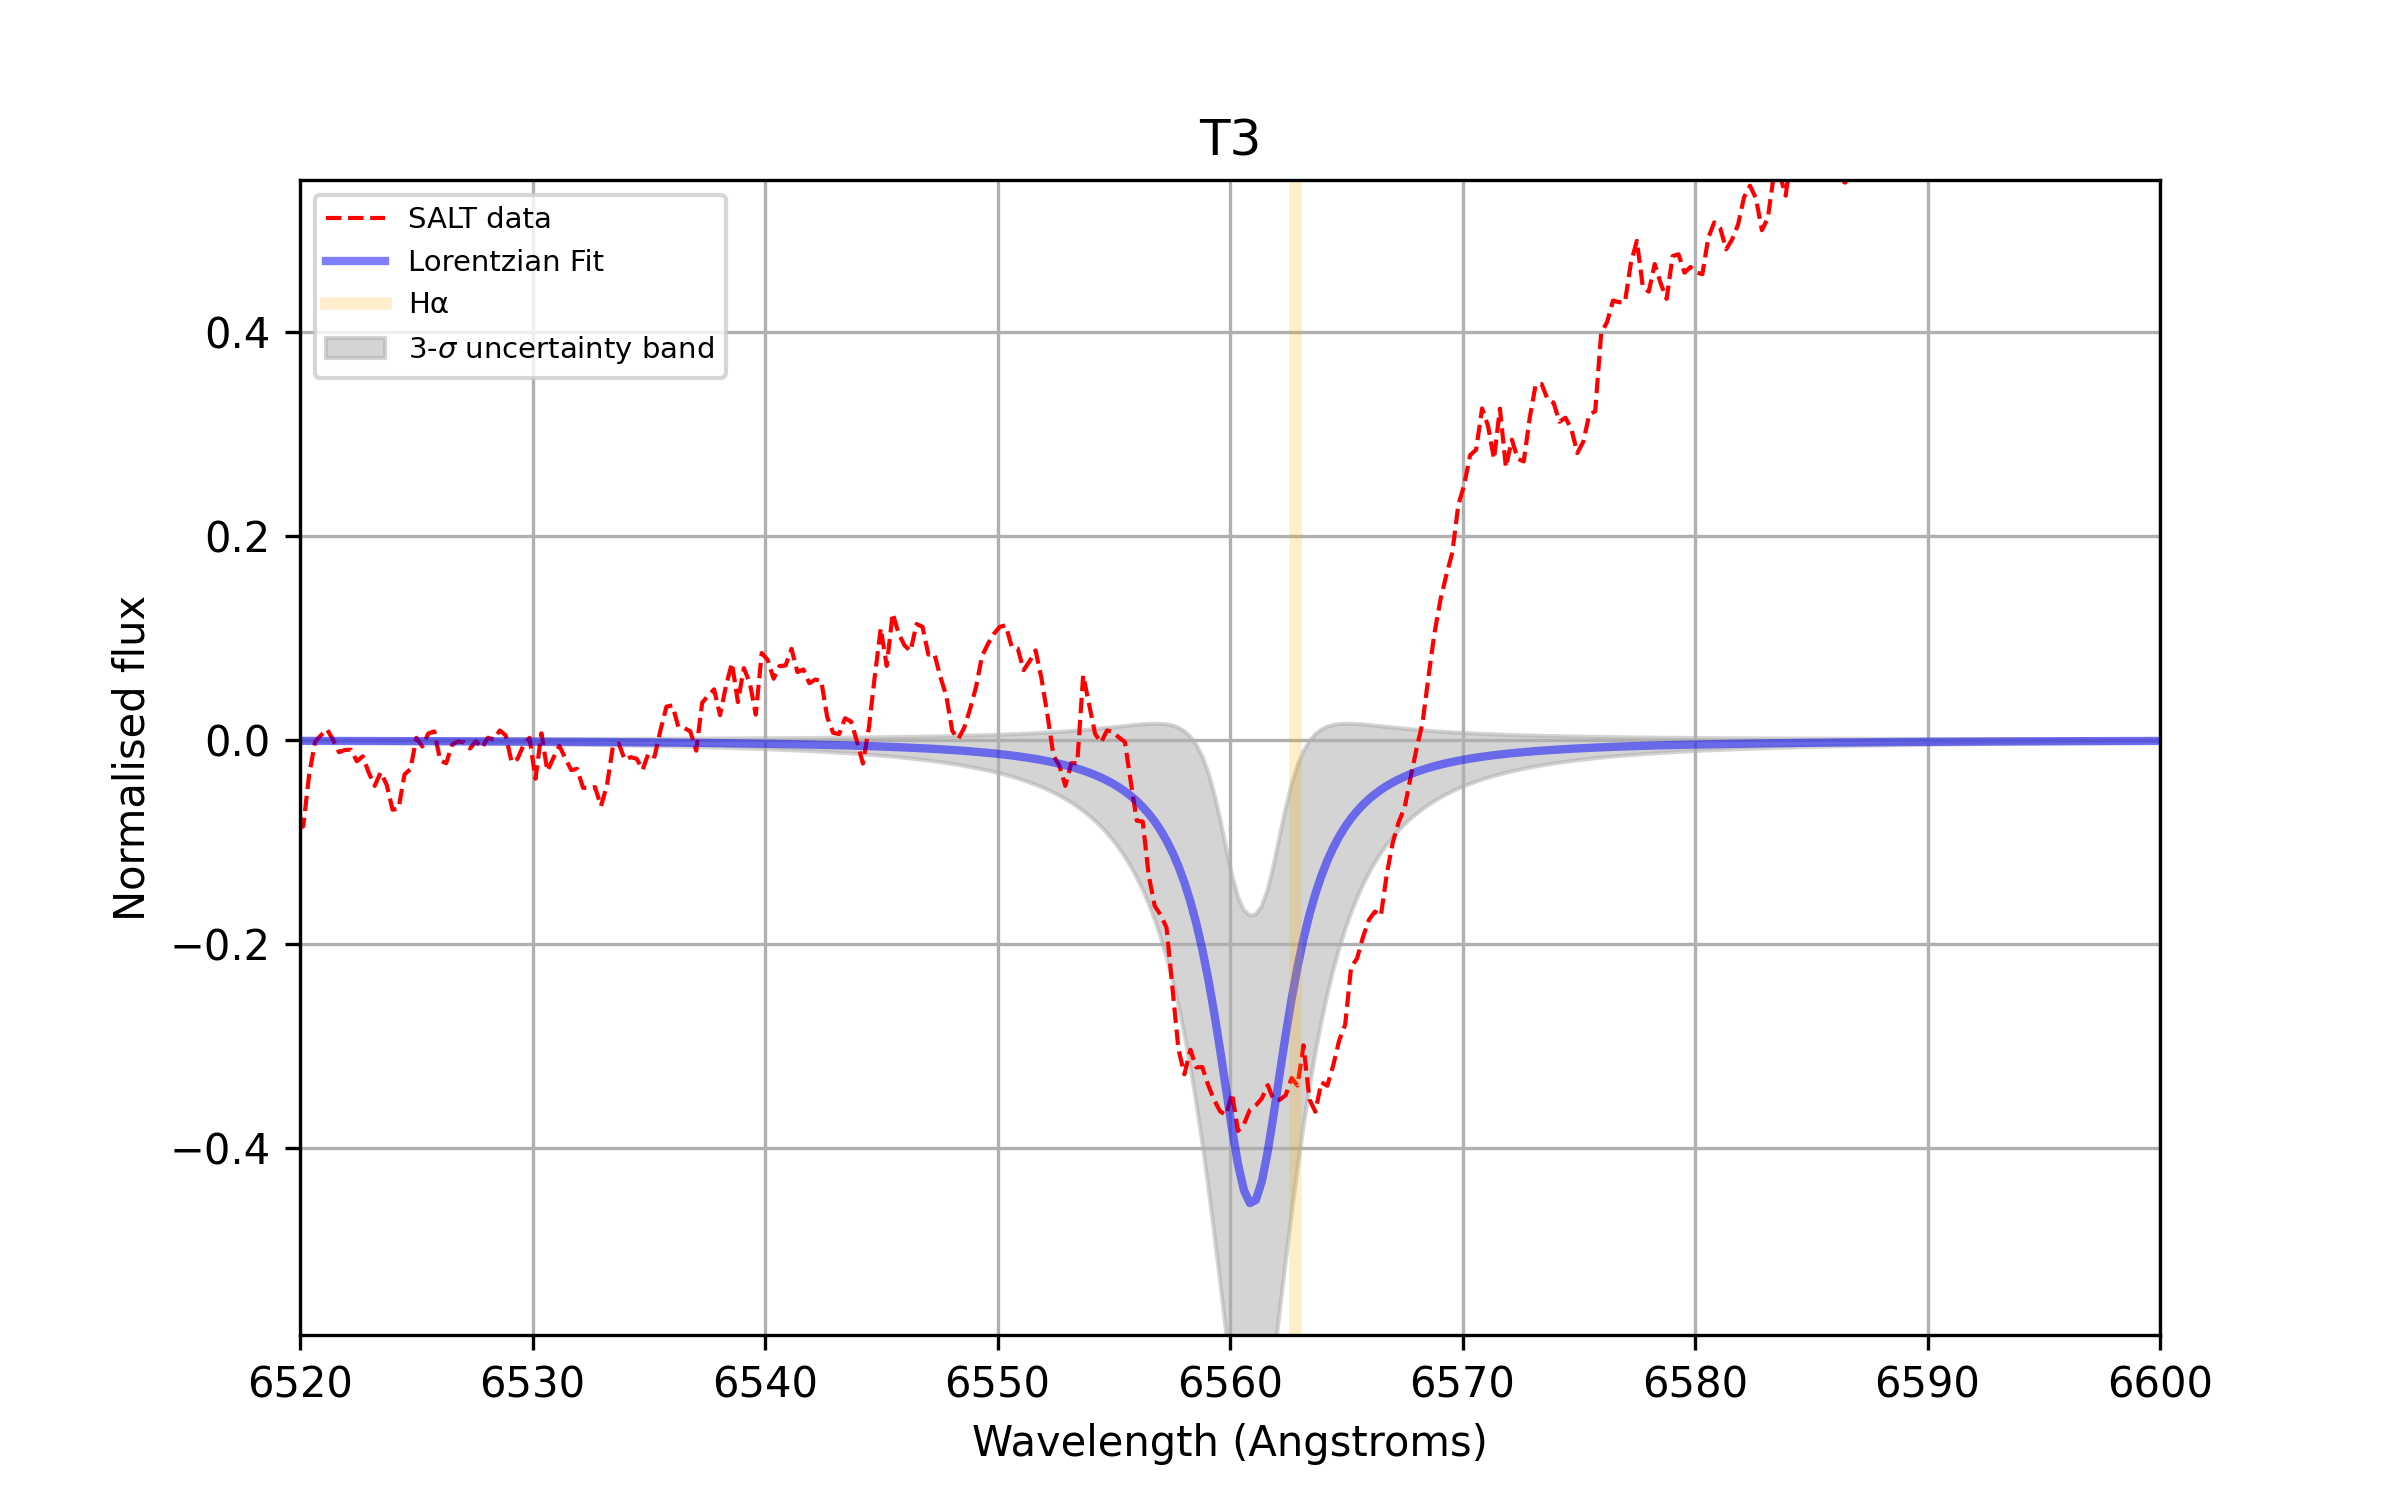 T3
SALT data
Lorentzian Fit
Hα
3-σ uncertainty band
0.4
0.2
0.0
−0.2
−0.4
Normalised flux
6520 6530 6540 6550 6560 6570 6580 6590 6600
Wavelength (Angstroms)